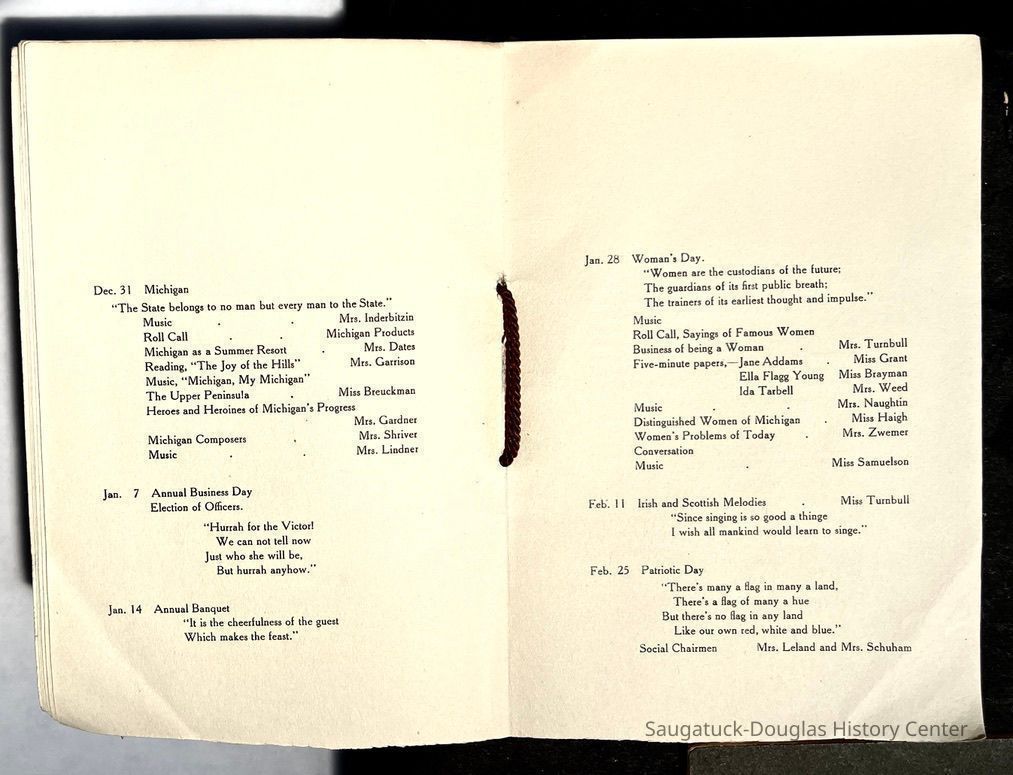 Dec. 31 Michigan
"The State belongs to no man but every man to the State."
Music . . Mrs. Inderbitzin
Roll Call . . Michigan Products
Michigan as a Summer Resort . Mrs. Dates
Reading, "The Joy of the Hills" Mrs. Garrison
Music, "Michigan, My Michigan"
The Upper Peninsula . Miss Breuckman
Heroes and Heroines of Michigan's Progress
. Mrs. Gardner
Michigan Composers . Mrs. Shriver
Music . . Mrs. Lindner
Jan. 7 Annual Business Day
Election of Officers.
"Hurrah for the Victor!
We can not tell now
Just who she will be,
But hurrah anyhow."
Jan. 14 Annual Banquet
"It is the cheerfulness of the guest
Which makes the feast."
Jan. 28 Woman's Day.
"Women are the custodians of the future;
The guardians of its first public breath;
The trainers of its earliest thought and impulse."
Music
Roll Call, Sayings of Famous Women
Business of being a Woman . Mrs. Turnbull
Five-minute papers,—Jane Addams . Miss Grant
Ella Flagg Young Miss Brayman
Ida Tarbell Mrs. Weed
Music . . Mrs. Naughtin
Distinguished Women of Michigan . Miss Haigh
Women's Problems of Today . Mrs. Zwemer
Conversation
Music . Miss Samuelson
Feb. 11 Irish and Scottish Melodies . Miss Turnbull
"Since singing is so good a thinge
I wish all mankind would learn to singe."
Feb. 25 Patriotic Day
"There's many a flag in many a land,
There's a flag of many a hue
But there's no flag in any land
Like our own red, white and blue."
Social Chairmen Mrs. Leland and Mrs. Schuham
Saugatuck-Douglas History Center